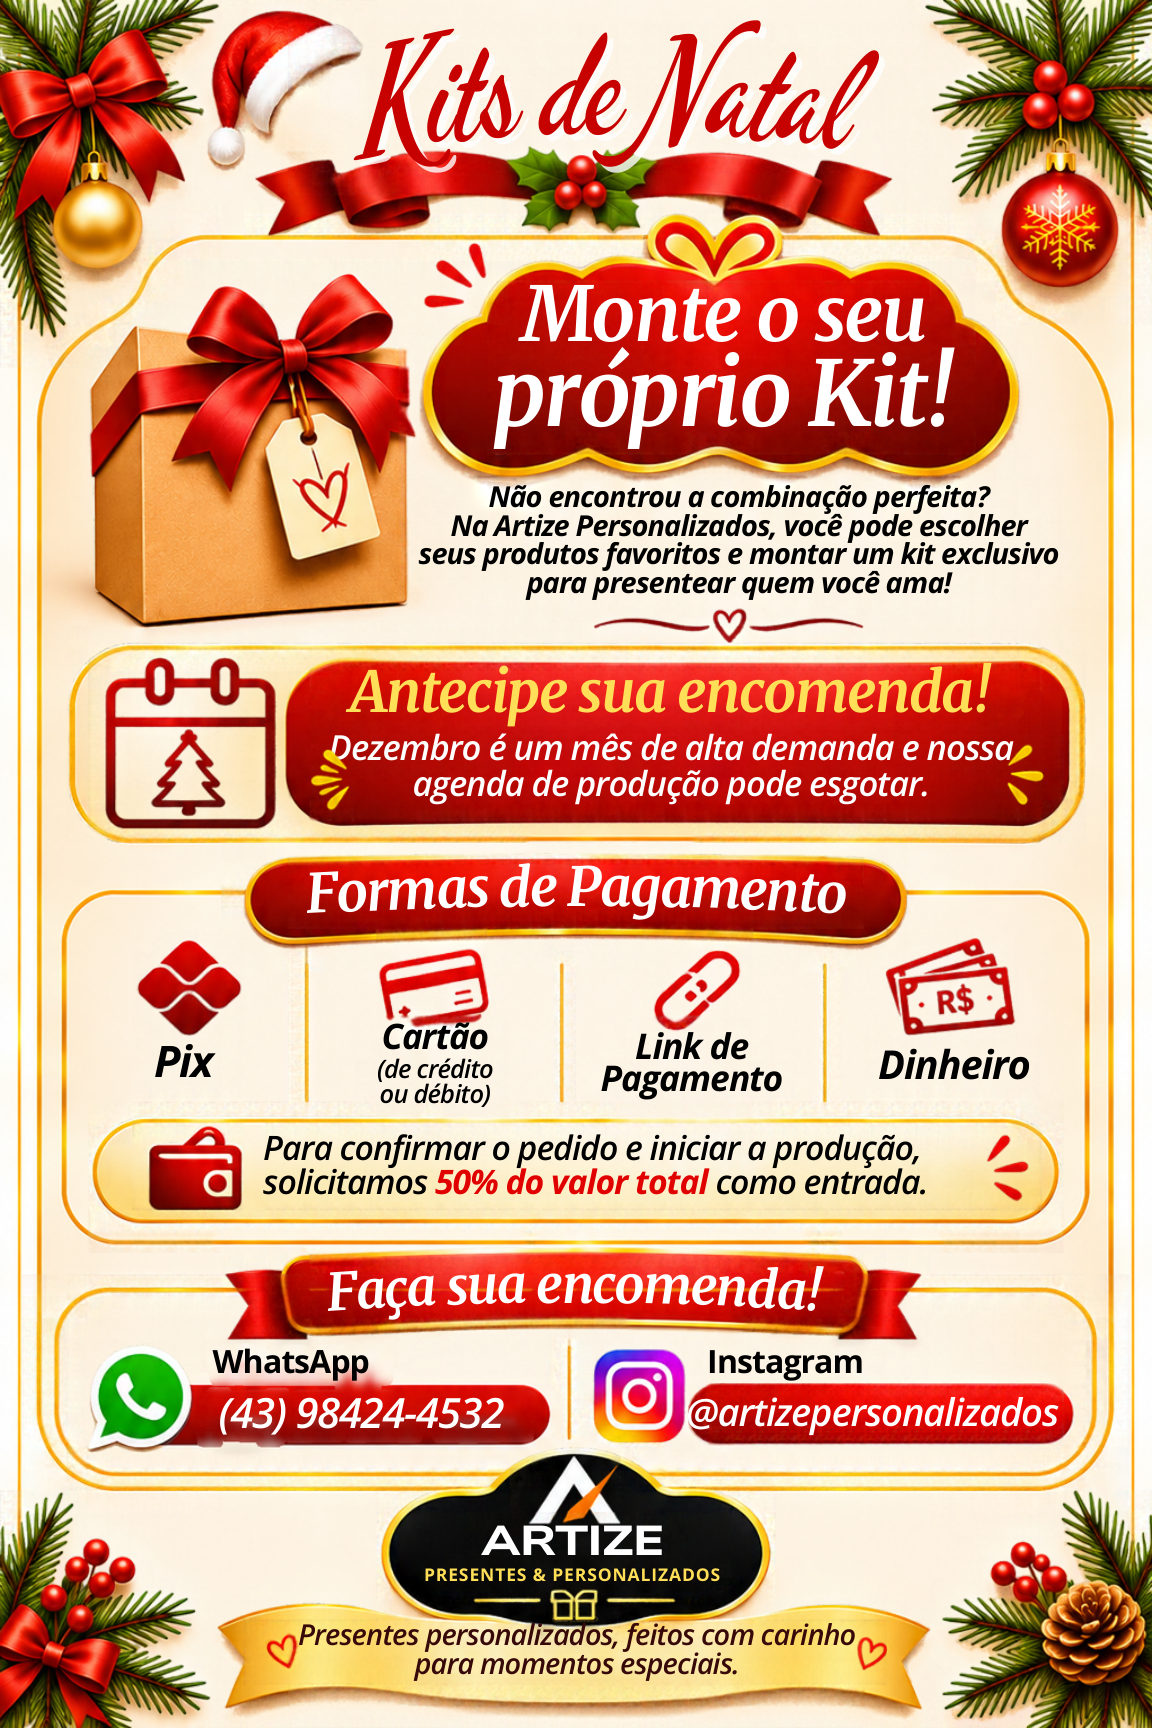 Kits de Natal
Monte o seu
próprio Kit!
Não encontrou a combinação perfeita?
Na Artize Personalizados, você pode escolher
seus produtos favoritos e montar um kit exclusivo
para presentear quem você ama!
Antecipe sua encomenda!
Dezembro é um mês de alta demanda e nossa
agenda de produção pode esgotar.
Formas de Pagamento
Pix
Cartão
(de crédito
ou débito)
Link de
Pagamento
R$
Dinheiro
Para confirmar o pedido e iniciar a produção,
solicitamos 50% do valor total como entrada.
Faça sua encomenda!
WhatsApp
(43) 98424-4532
Instagram
@artizepersonalizados
ARTIZE
PRESENTES & PERSONALIZADOS
Presentes personalizados, feitos com carinho
para momentos especiais.